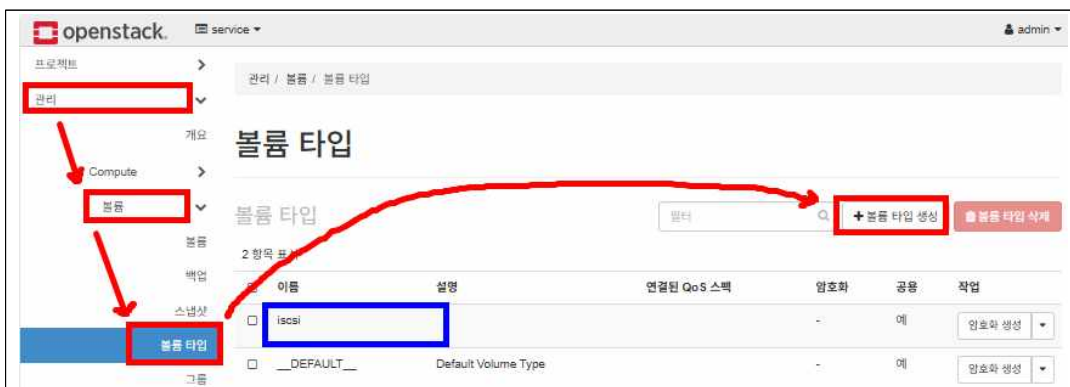 openstack. service admin
프로젝트
관리 / 볼륨 / 볼륨 타입
관리
개요
볼륨 타입
Compute
볼륨
볼륨 타입
필터
+볼륨 타입 생성
볼륨 타입 삭제
볼륨
2 항목 표시
백업
이름 설명 연결된 QoS 스펙 암호화 공용 작업
스냅샷
iscsi - 예 암호화 생성
볼륨 타입
__DEFAULT__ Default Volume Type - 예 암호화 생성
그룹